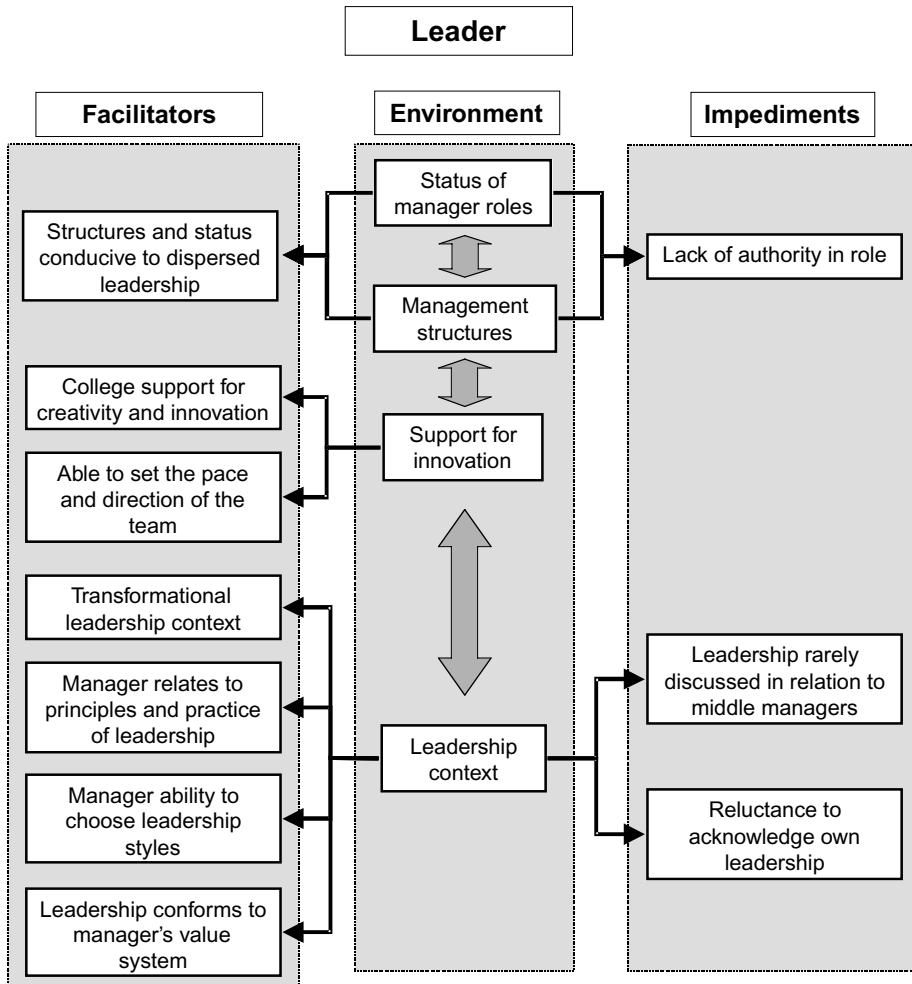 Leader
Facilitators
Environment
Impediments
Structures and status
conducive to dispersed
leadership
College support for
creativity and innovation
Able to set the pace
and direction of the
team
Transformational
leadership context
Manager relates to
principles and practice
of leadership
Manager ability to
choose leadership
styles
Leadership conforms to
manager's value
system
Status of
manager roles
Management
structures
Support for
innovation
Leadership
context
Lack of authority in role
Leadership rarely
discussed in relation to
middle managers
Reluctance to
acknowledge own
leadership